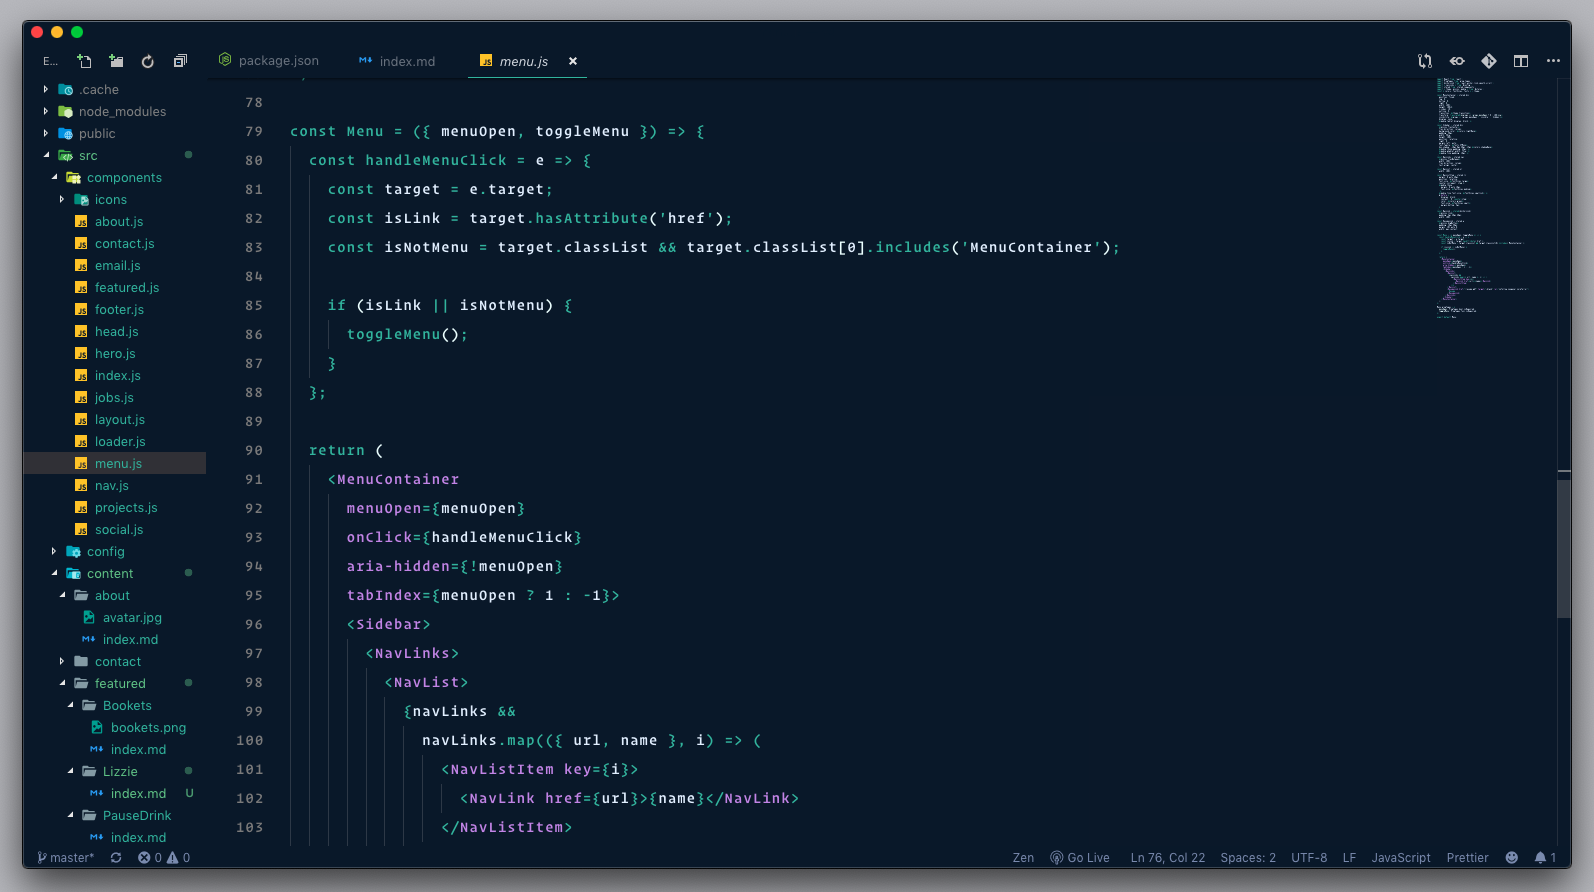 E...
package.json
index.md
menu.js
.cache
node_modules
public
src
components
icons
about.js
contact.js
email.js
featured.js
footer.js
head.js
hero.js
index.js
jobs.js
layout.js
loader.js
menu.js
nav.js
projects.js
social.js
config
content
about
avatar.jpg
index.md
contact
featured
Bookets
bookets.png
index.md
Lizzie
index.md U
PauseDrink
index.md
78
79 const Menu = ({ menuOpen, toggleMenu }) => {
80 const handleMenuClick = e => {
81 const target = e.target;
82 const isLink = target.hasAttribute('href');
83 const isNotMenu = target.classList && target.classList[0].includes('MenuContainer');
84
85 if (isLink || isNotMenu) {
86 toggleMenu();
87 }
88 };
89
90 return (
91 <MenuContainer
92 menuOpen={menuOpen}
93 onClick={handleMenuClick}
94 aria-hidden={!menuOpen}
95 tabIndex={menuOpen ? 1 : -1}>
96 <Sidebar>
97 <NavLinks>
98 <NavList>
99 {navLinks &&
100 navLinks.map(({ url, name }, i) => (
101 <NavListItem key={i}>
102 <NavLink href={url}>{name}</NavLink>
103 </NavListItem>
master* 0 0
Zen Go Live Ln 76, Col 22 Spaces: 2 UTF-8 LF JavaScript Prettier 1